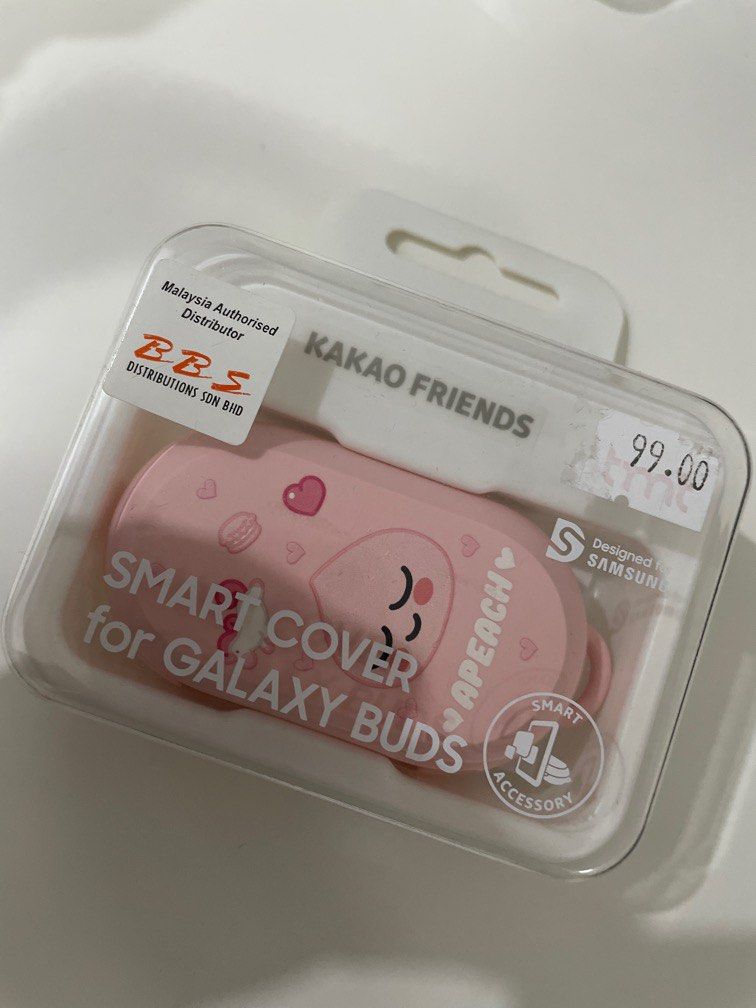 Malaysia Authorised
Distributor
BBS
DISTRIBUTIONS SDN BHD
KAKAO FRIENDS
99.00
Designed
SAMSUNG
SMART COVER
for GALAXY BUDS
APEACH
SMART
ACCESSORY